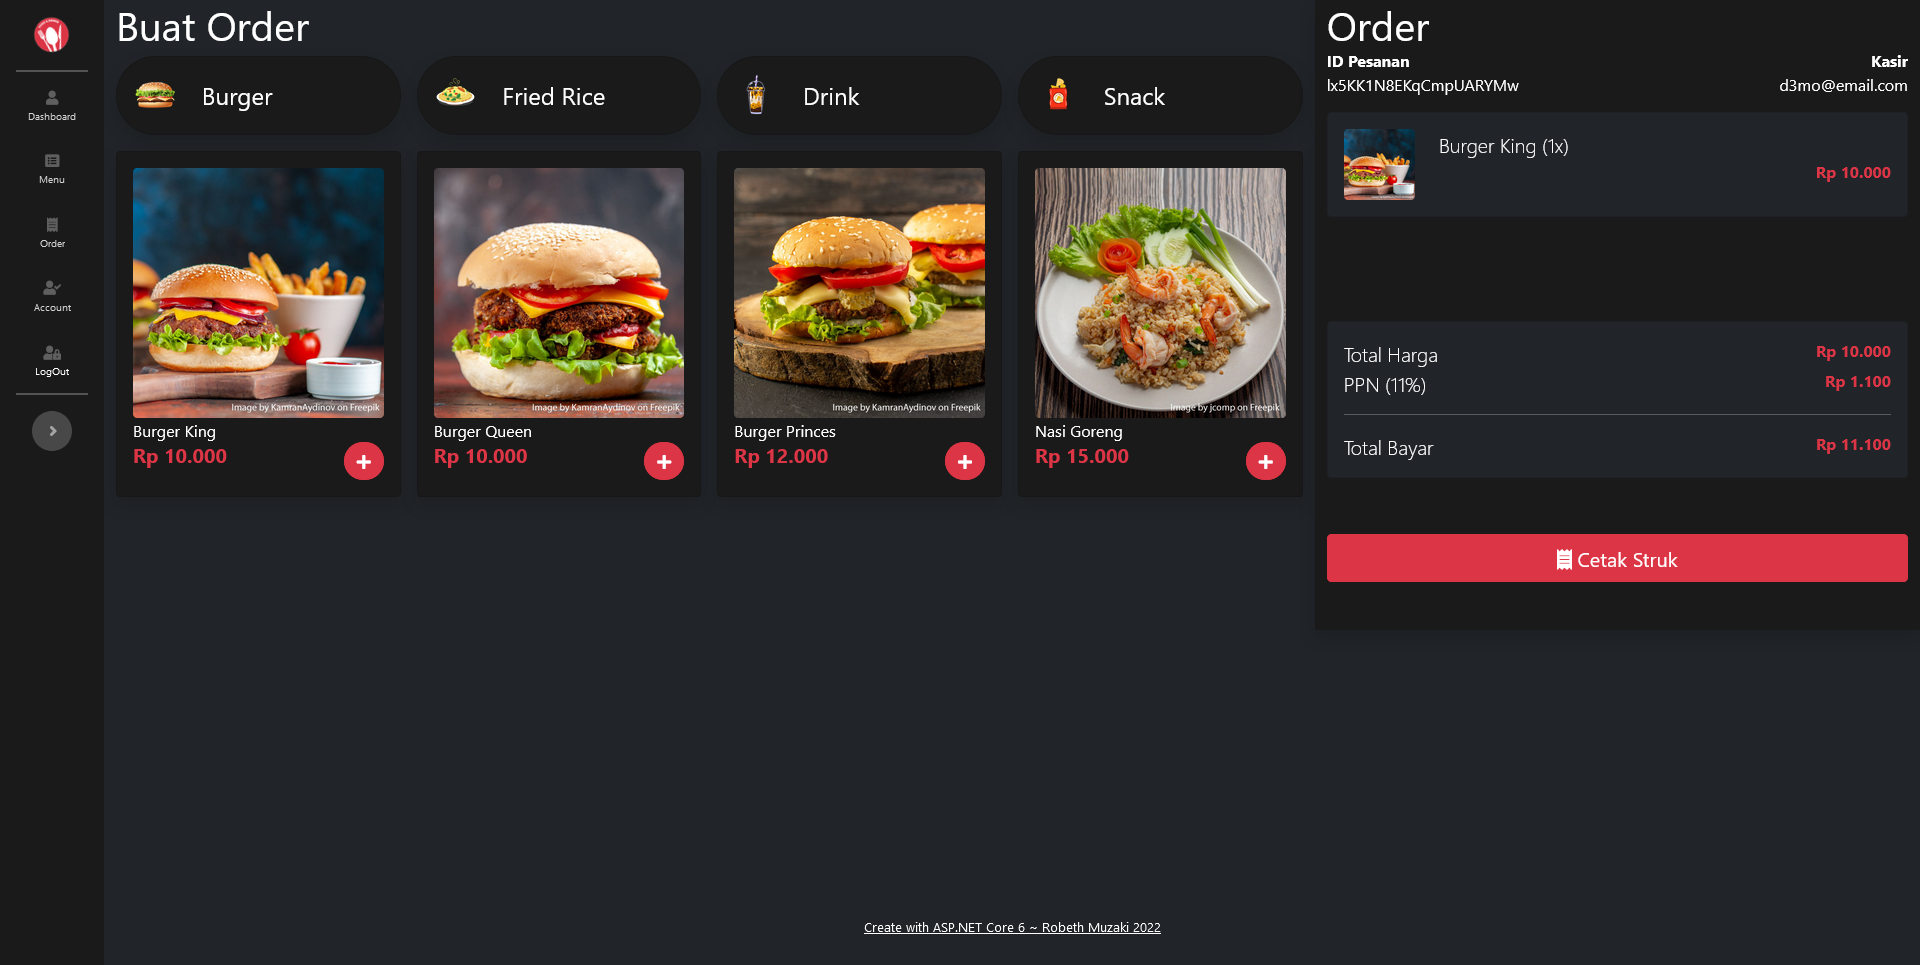 Dashboard
Menu
Order
Account
LogOut
Buat Order
Burger
Fried Rice
Drink
Snack
Image by KamranAydinov on Freepik
Burger King
Rp 10.000
Image by KamranAydinov on Freepik
Burger Queen
Rp 10.000
Image by KamranAydinov on Freepik
Burger Princes
Rp 12.000
Image by jcomp on Freepik
Nasi Goreng
Rp 15.000
Order
ID Pesanan Kasir
lx5KK1N8EKqCmpUARYMw d3mo@email.com
Burger King (1x)
Rp 10.000
Total Harga Rp 10.000
PPN (11%) Rp 1.100
Total Bayar Rp 11.100
Cetak Struk
Create with ASP.NET Core 6 ~ Robeth Muzaki 2022